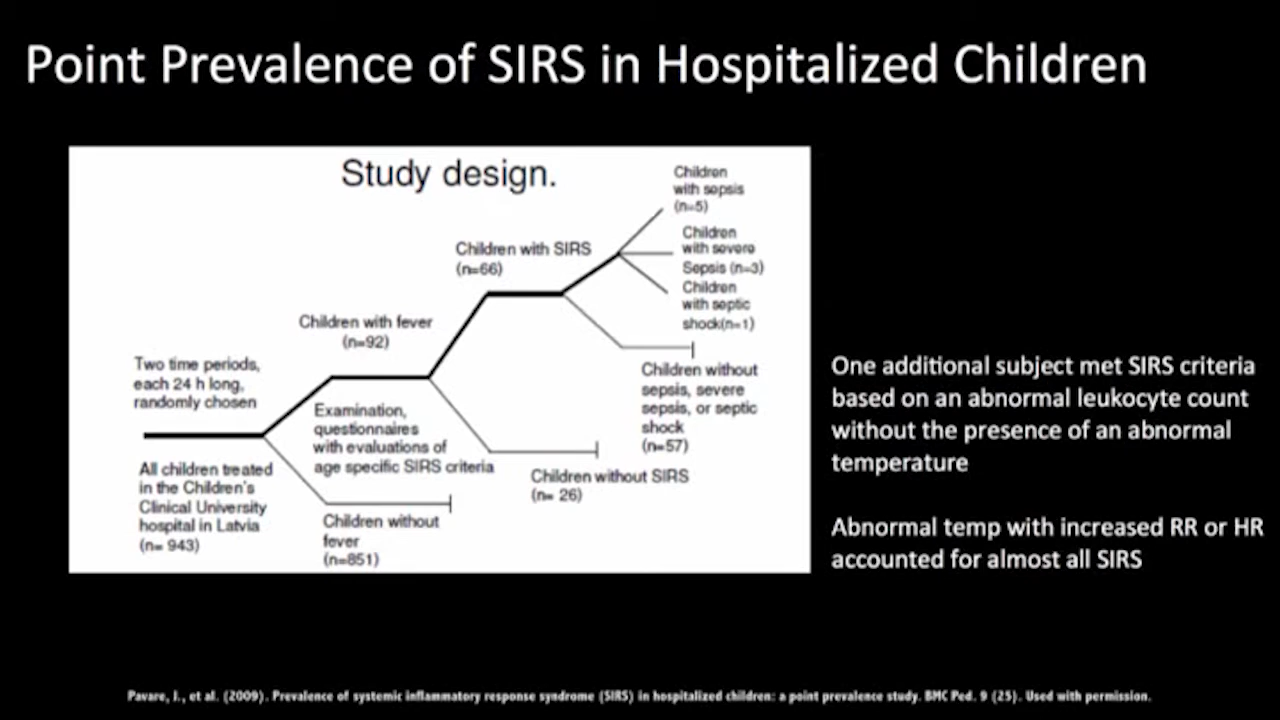 Point Prevalence of SIRS in Hospitalized Children
Study design.
Children
with sepsis
(n=5)
Children
with severe
Sepsis (n=3)
Children
with septic
shock(n=1)
Children with SIRS
(n=66)
Children with fever
(n=92)
Two time periods,
each 24 h long,
randomly chosen
Children without
sepsis, severe
sepsis, or septic
shock
(n=57)
Examination,
questionnaires
with evaluations of
age specific SIRS criteria
All children treated
in the Children's
Clinical University
hospital in Latvia
(n= 943)
Children without SIRS
(n= 26)
Children without
fever
(n=851)
One additional subject met SIRS criteria
based on an abnormal leukocyte count
without the presence of an abnormal
temperature
Abnormal temp with increased RR or HR
accounted for almost all SIRS
Pavare, J., et al. (2009). Prevalence of systemic inflammatory response syndrome (SIRS) in hospitalized children: a point prevalence study. BMC Ped. 9 (25). Used with permission.